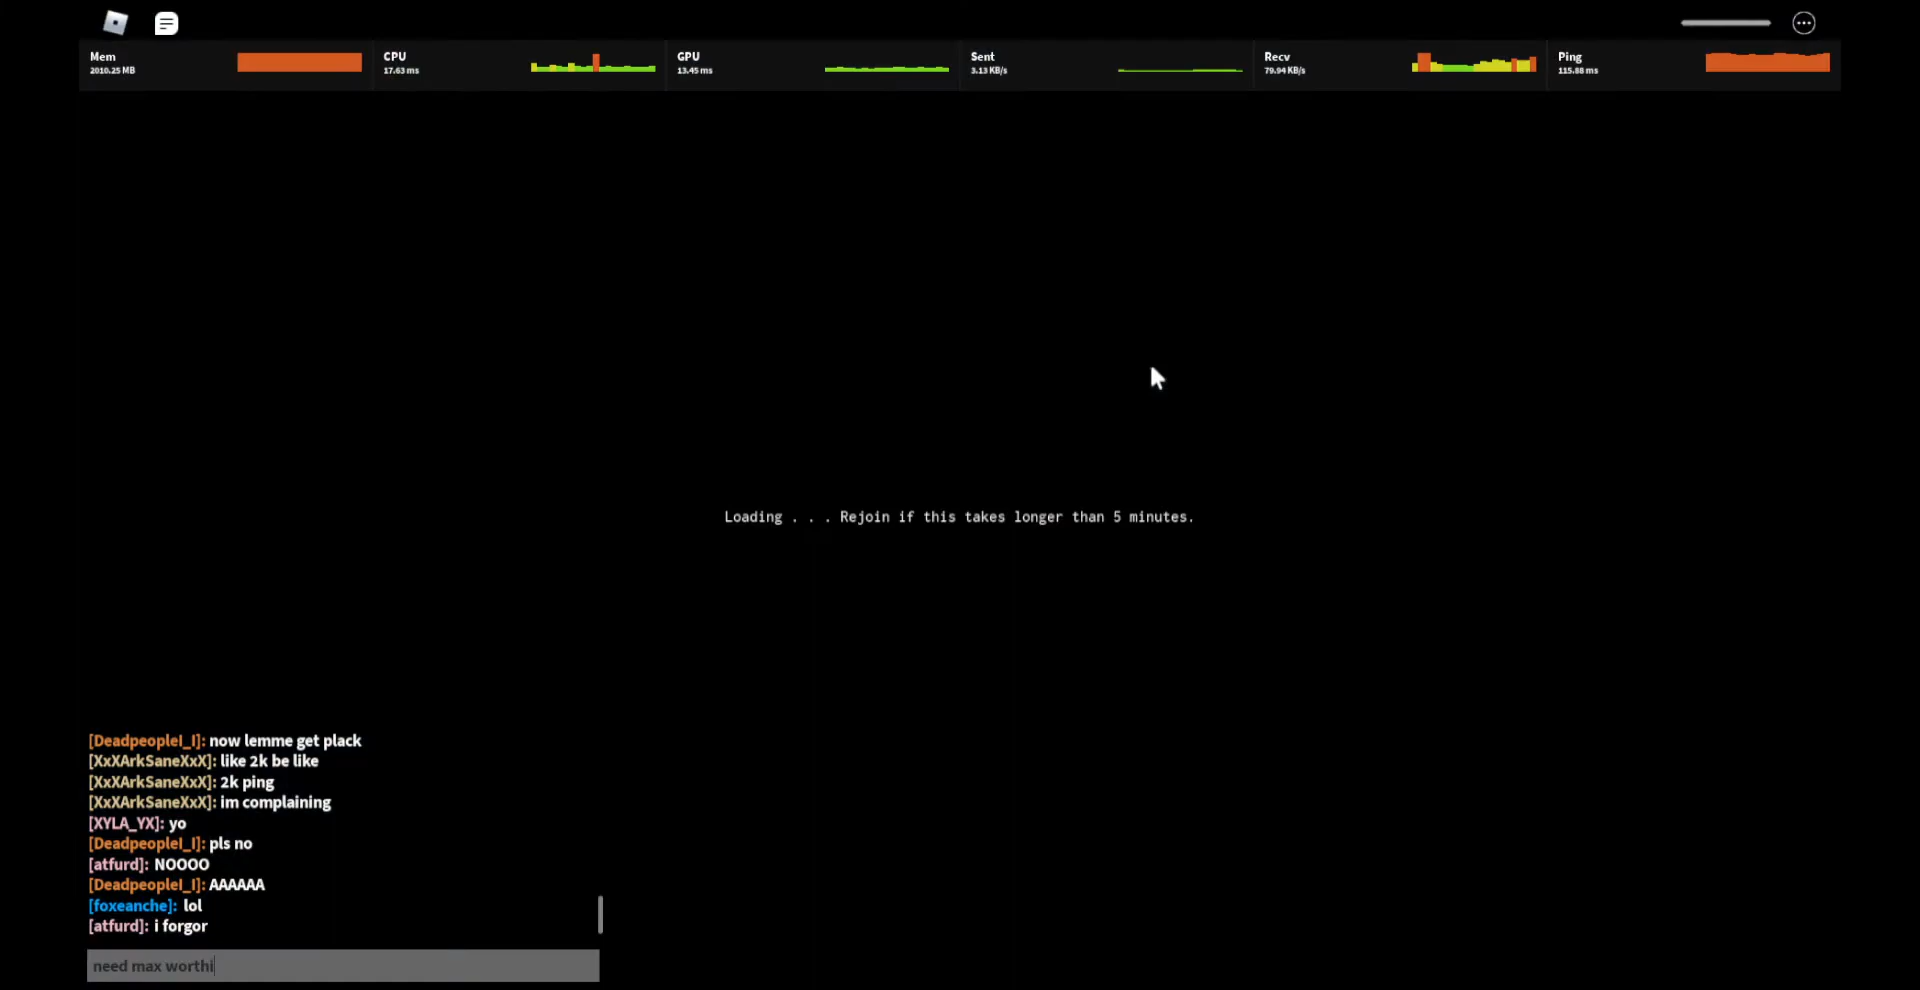 Mem CPU GPU Sent Recv Ping
2010.25 MB 17.63 ms 13.45 ms 3.13 KB/s 79.94 KB/s 115.88 ms
Loading . . . Rejoin if this takes longer than 5 minutes.
[DeadpeopleI_I]: now lemme get plack
[XxXArkSaneXxX]: like 2k be like
[XxXArkSaneXxX]: 2k ping
[XxXArkSaneXxX]: im complaining
[XYLA_YX]: yo
[DeadpeopleI_I]: pls no
[atfurd]: NOOOO
[DeadpeopleI_I]: AAAAAA
[foxeanche]: lol
[atfurd]: i forgor
need max worthi